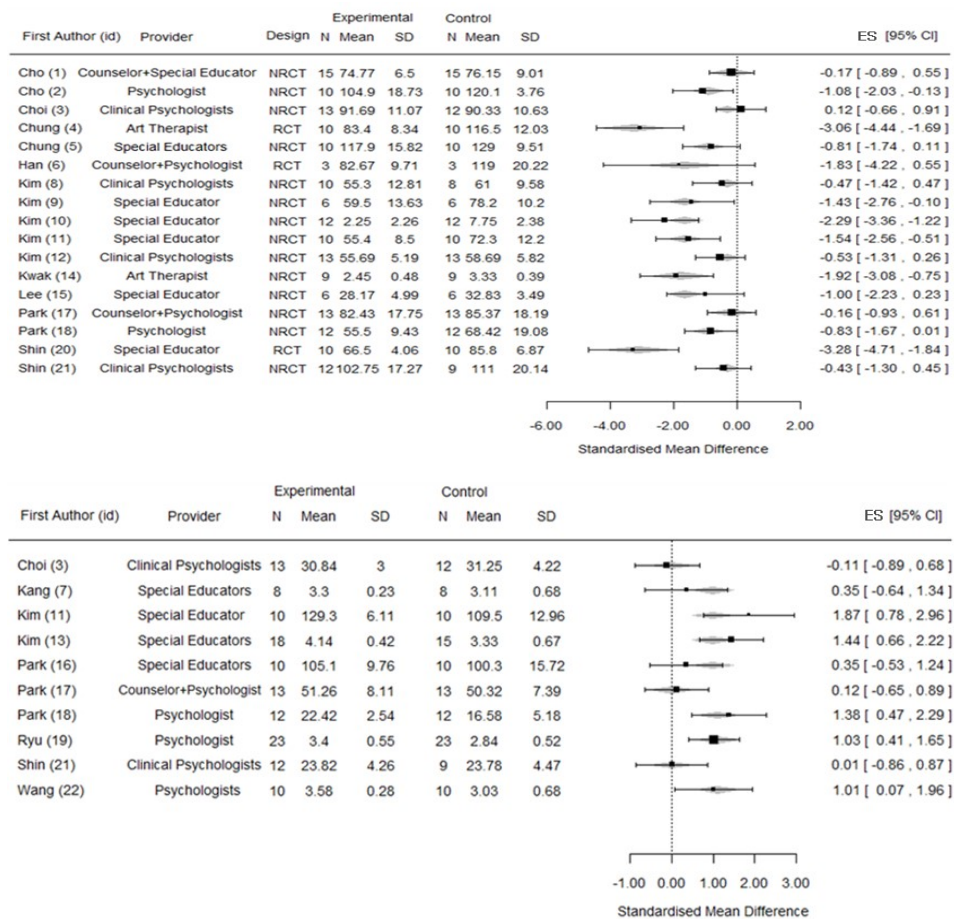 Experimental Control
First Author (id) Provider Design N Mean SD N Mean SD ES [95% CI]
Cho (1) Counselor+Special Educator NRCT 15 74.77 6.5 15 76.15 9.01 -0.17 [ -0.89 , 0.55 ]
Cho (2) Psychologist NRCT 10 104.9 18.73 10 120.1 3.76 -1.08 [ -2.03 , -0.13 ]
Choi (3) Clinical Psychologists NRCT 13 91.69 11.07 12 90.33 10.63 0.12 [ -0.66 , 0.91 ]
Chung (4) Art Therapist RCT 10 83.4 8.34 10 116.5 12.03 -3.06 [ -4.44 , -1.69 ]
Chung (5) Special Educators NRCT 10 117.9 15.82 10 129 9.51 -0.81 [ -1.74 , 0.11 ]
Han (6) Counselor+Psychologist RCT 3 82.67 9.71 3 119 20.22 -1.83 [ -4.22 , 0.55 ]
Kim (8) Clinical Psychologists NRCT 10 55.3 12.81 8 61 9.58 -0.47 [ -1.42 , 0.47 ]
Kim (9) Special Educator NRCT 6 59.5 13.63 6 78.2 10.2 -1.43 [ -2.76 , -0.10 ]
Kim (10) Special Educator NRCT 12 2.25 2.26 12 7.75 2.38 -2.29 [ -3.36 , -1.22 ]
Kim (11) Special Educator NRCT 10 55.4 8.5 10 72.3 12.2 -1.54 [ -2.56 , -0.51 ]
Kim (12) Clinical Psychologists NRCT 13 55.69 5.19 13 58.69 5.82 -0.53 [ -1.31 , 0.26 ]
Kwak (14) Art Therapist NRCT 9 2.45 0.48 9 3.33 0.39 -1.92 [ -3.08 , -0.75 ]
Lee (15) Special Educator NRCT 6 28.17 4.99 6 32.83 3.49 -1.00 [ -2.23 , 0.23 ]
Park (17) Counselor+Psychologist NRCT 13 82.43 17.75 13 85.37 18.19 -0.16 [ -0.93 , 0.61 ]
Park (18) Psychologist NRCT 12 55.5 9.43 12 68.42 19.08 -0.83 [ -1.67 , 0.01 ]
Shin (20) Special Educator RCT 10 66.5 4.06 10 85.8 6.87 -3.28 [ -4.71 , -1.84 ]
Shin (21) Clinical Psychologists NRCT 12 102.75 17.27 9 111 20.14 -0.43 [ -1.30 , 0.45 ]
-6.00 -4.00 -2.00 0.00 2.00
Standardised Mean Difference
Experimental Control
First Author (id) Provider N Mean SD N Mean SD ES [95% CI]
Choi (3) Clinical Psychologists 13 30.84 3 12 31.25 4.22 -0.11 [ -0.89 , 0.68 ]
Kang (7) Special Educators 8 3.3 0.23 8 3.11 0.68 0.35 [ -0.64 , 1.34 ]
Kim (11) Special Educator 10 129.3 6.11 10 109.5 12.96 1.87 [ 0.78 , 2.96 ]
Kim (13) Special Educators 18 4.14 0.42 15 3.33 0.67 1.44 [ 0.66 , 2.22 ]
Park (16) Special Educators 10 105.1 9.76 10 100.3 15.72 0.35 [ -0.53 , 1.24 ]
Park (17) Counselor+Psychologist 13 51.26 8.11 13 50.32 7.39 0.12 [ -0.65 , 0.89 ]
Park (18) Psychologist 12 22.42 2.54 12 16.58 5.18 1.38 [ 0.47 , 2.29 ]
Ryu (19) Psychologist 23 3.4 0.55 23 2.84 0.52 1.03 [ 0.41 , 1.65 ]
Shin (21) Clinical Psychologists 12 23.82 4.26 9 23.78 4.47 0.01 [ -0.86 , 0.87 ]
Wang (22) Psychologists 10 3.58 0.28 10 3.03 0.68 1.01 [ 0.07 , 1.96 ]
-1.00 0.00 1.00 2.00 3.00
Standardised Mean Difference